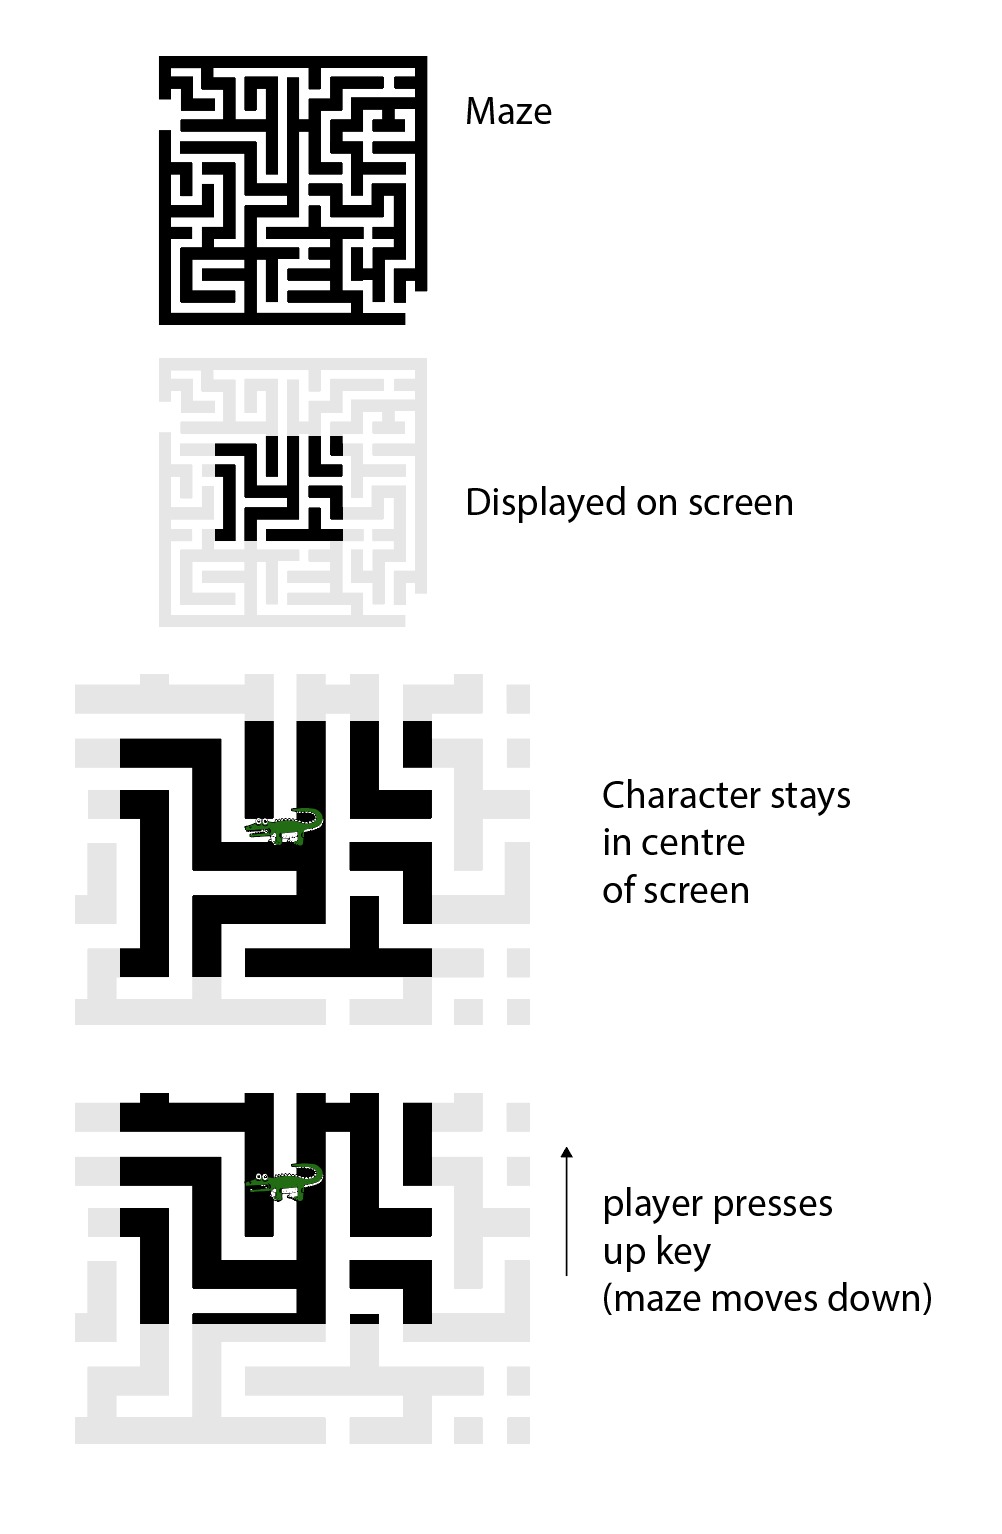 Maze
Displayed on screen
Character stays
in centre
of screen
player presses
up key
(maze moves down)